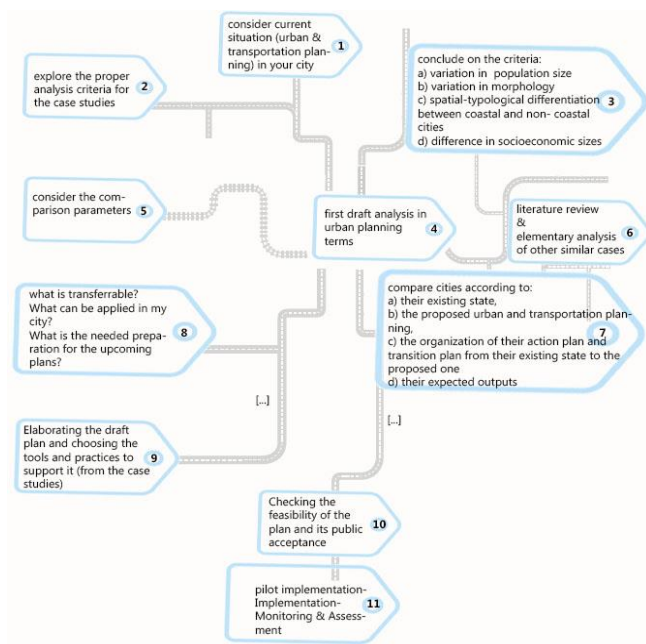 consider current
situation (urban &
transportation plan-
ning) in your city
1
explore the proper
analysis criteria for
the case studies
2
conclude on the criteria:
a) variation in population size
b) variation in morphology
c) spatial-typological differentiation
between coastal and non- coastal
cities
d) difference in socioeconomic sizes
3
first draft analysis in
urban planning
terms
4
consider the com-
parison parameters
5
literature review
&
elementary analysis
of other similar cases
6
compare cities according to:
a) their existing state,
b) the proposed urban and transportation plan-
ning,
c) the organization of their action plan and
transition plan from their existing state to the
proposed one
d) their expected outputs
7
what is transferrable?
What can be applied in my
city?
What is the needed prepa-
ration for the upcoming
plans?
8
[...]
[...]
Elaborating the draft
plan and choosing the
tools and practices to
support it (from the case
studies)
9
Checking the
feasibility of the
plan and its public
acceptance
10
pilot implementation-
Implementation-
Monitoring & Assess-
ment
11